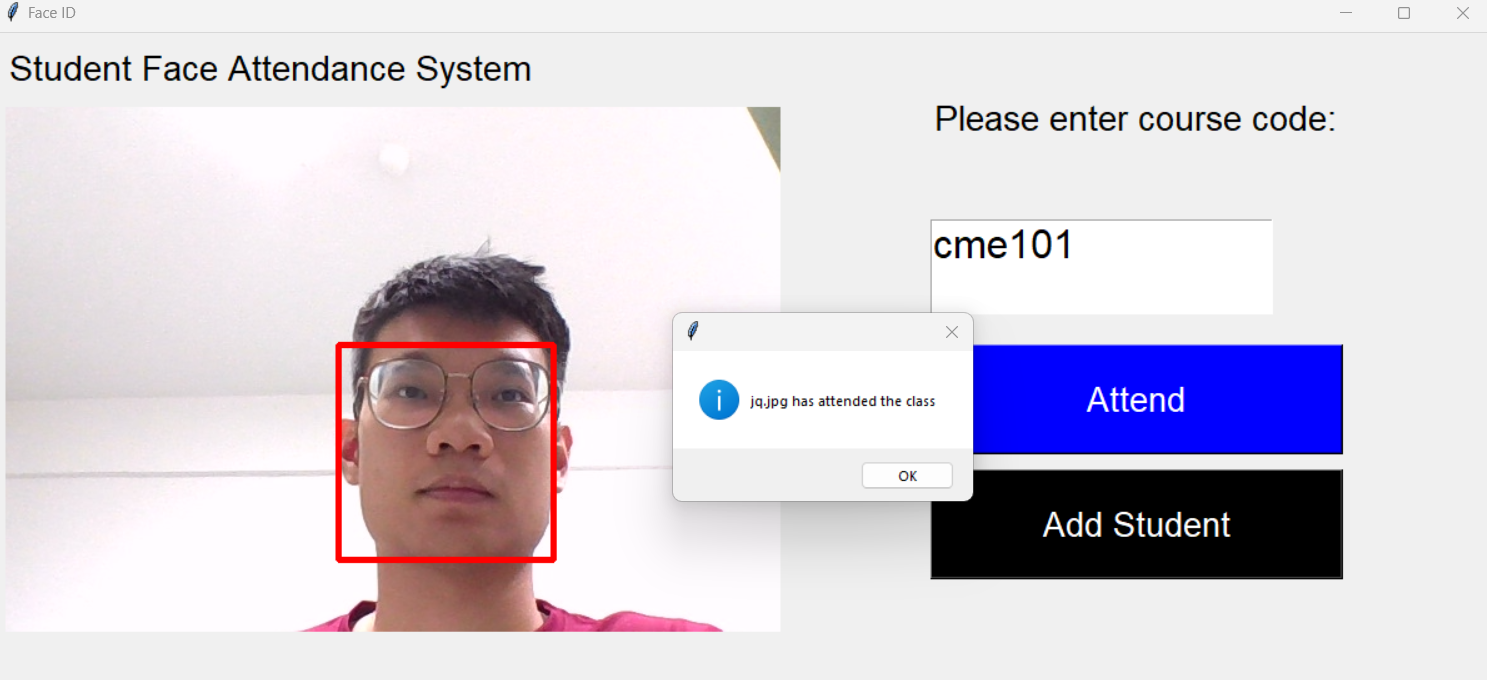 Face ID
Student Face Attendance System
Please enter course code:
cme101
jq.jpg has attended the class
OK
Attend
Add Student